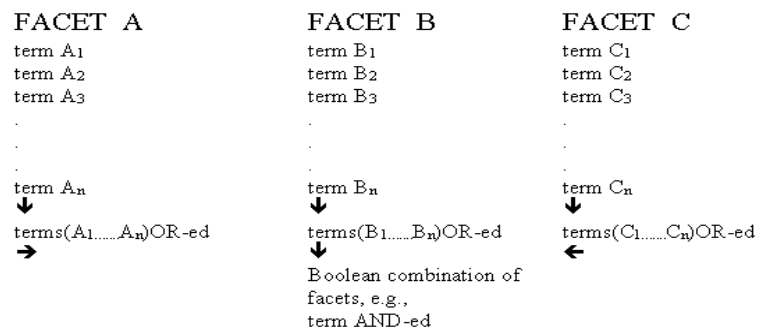 FACET A
term A1
term A2
term A3
.
.
.
term An
terms(A1......An)OR-ed
FACET B
term B1
term B2
term B3
.
.
.
term Bn
terms(B1......Bn)OR-ed
Boolean combination of
facets, e.g.,
term AND-ed
FACET C
term C1
term C2
term C3
.
.
.
term Cn
terms(C1......Cn)OR-ed